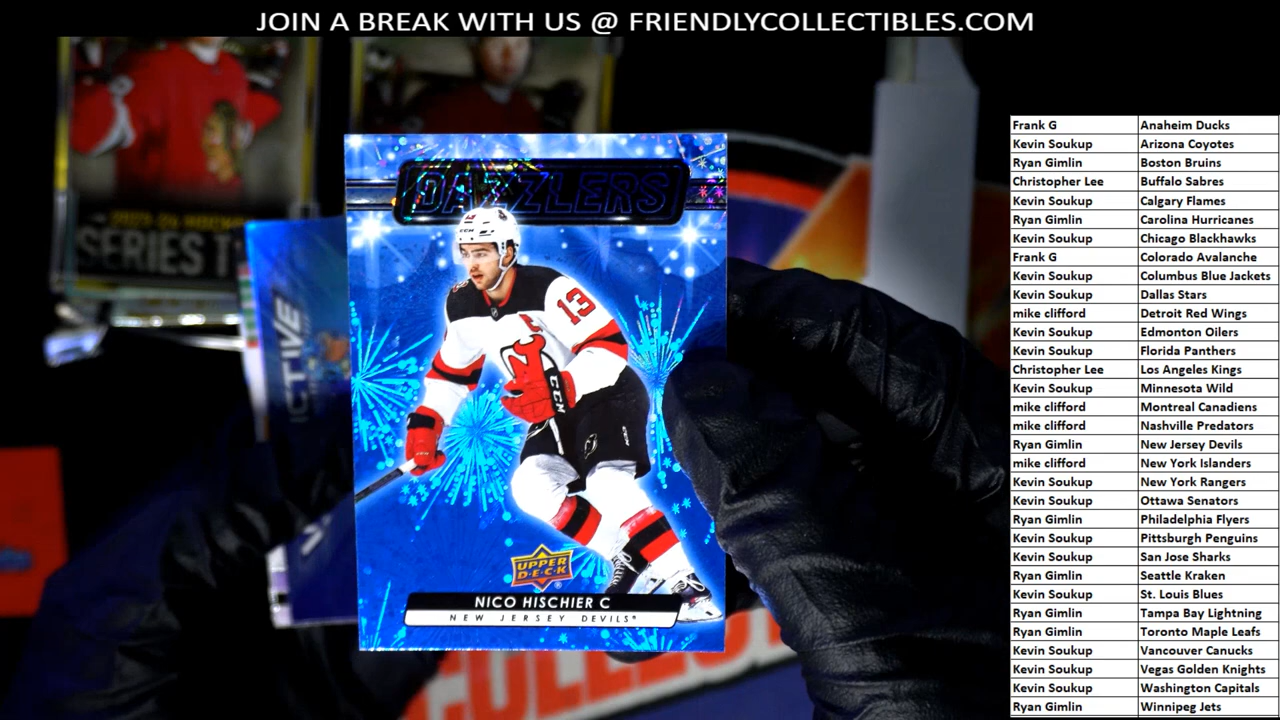 JOIN A BREAK WITH US @ FRIENDLYCOLLECTIBLES.COM
SERIES
DAZZLERS
13
CCM
UPPER
D·E·C·K
NICO HISCHIER C
NEW JERSEY DEVILS
Frank G Anaheim Ducks
Kevin Soukup Arizona Coyotes
Ryan Gimlin Boston Bruins
Christopher Lee Buffalo Sabres
Kevin Soukup Calgary Flames
Ryan Gimlin Carolina Hurricanes
Kevin Soukup Chicago Blackhawks
Frank G Colorado Avalanche
Kevin Soukup Columbus Blue Jackets
Kevin Soukup Dallas Stars
mike clifford Detroit Red Wings
Kevin Soukup Edmonton Oilers
Kevin Soukup Florida Panthers
Christopher Lee Los Angeles Kings
Kevin Soukup Minnesota Wild
mike clifford Montreal Canadiens
mike clifford Nashville Predators
Ryan Gimlin New Jersey Devils
mike clifford New York Islanders
Kevin Soukup New York Rangers
Kevin Soukup Ottawa Senators
Ryan Gimlin Philadelphia Flyers
Kevin Soukup Pittsburgh Penguins
Kevin Soukup San Jose Sharks
Ryan Gimlin Seattle Kraken
Kevin Soukup St. Louis Blues
Ryan Gimlin Tampa Bay Lightning
Ryan Gimlin Toronto Maple Leafs
Kevin Soukup Vancouver Canucks
Kevin Soukup Vegas Golden Knights
Kevin Soukup Washington Capitals
Ryan Gimlin Winnipeg Jets